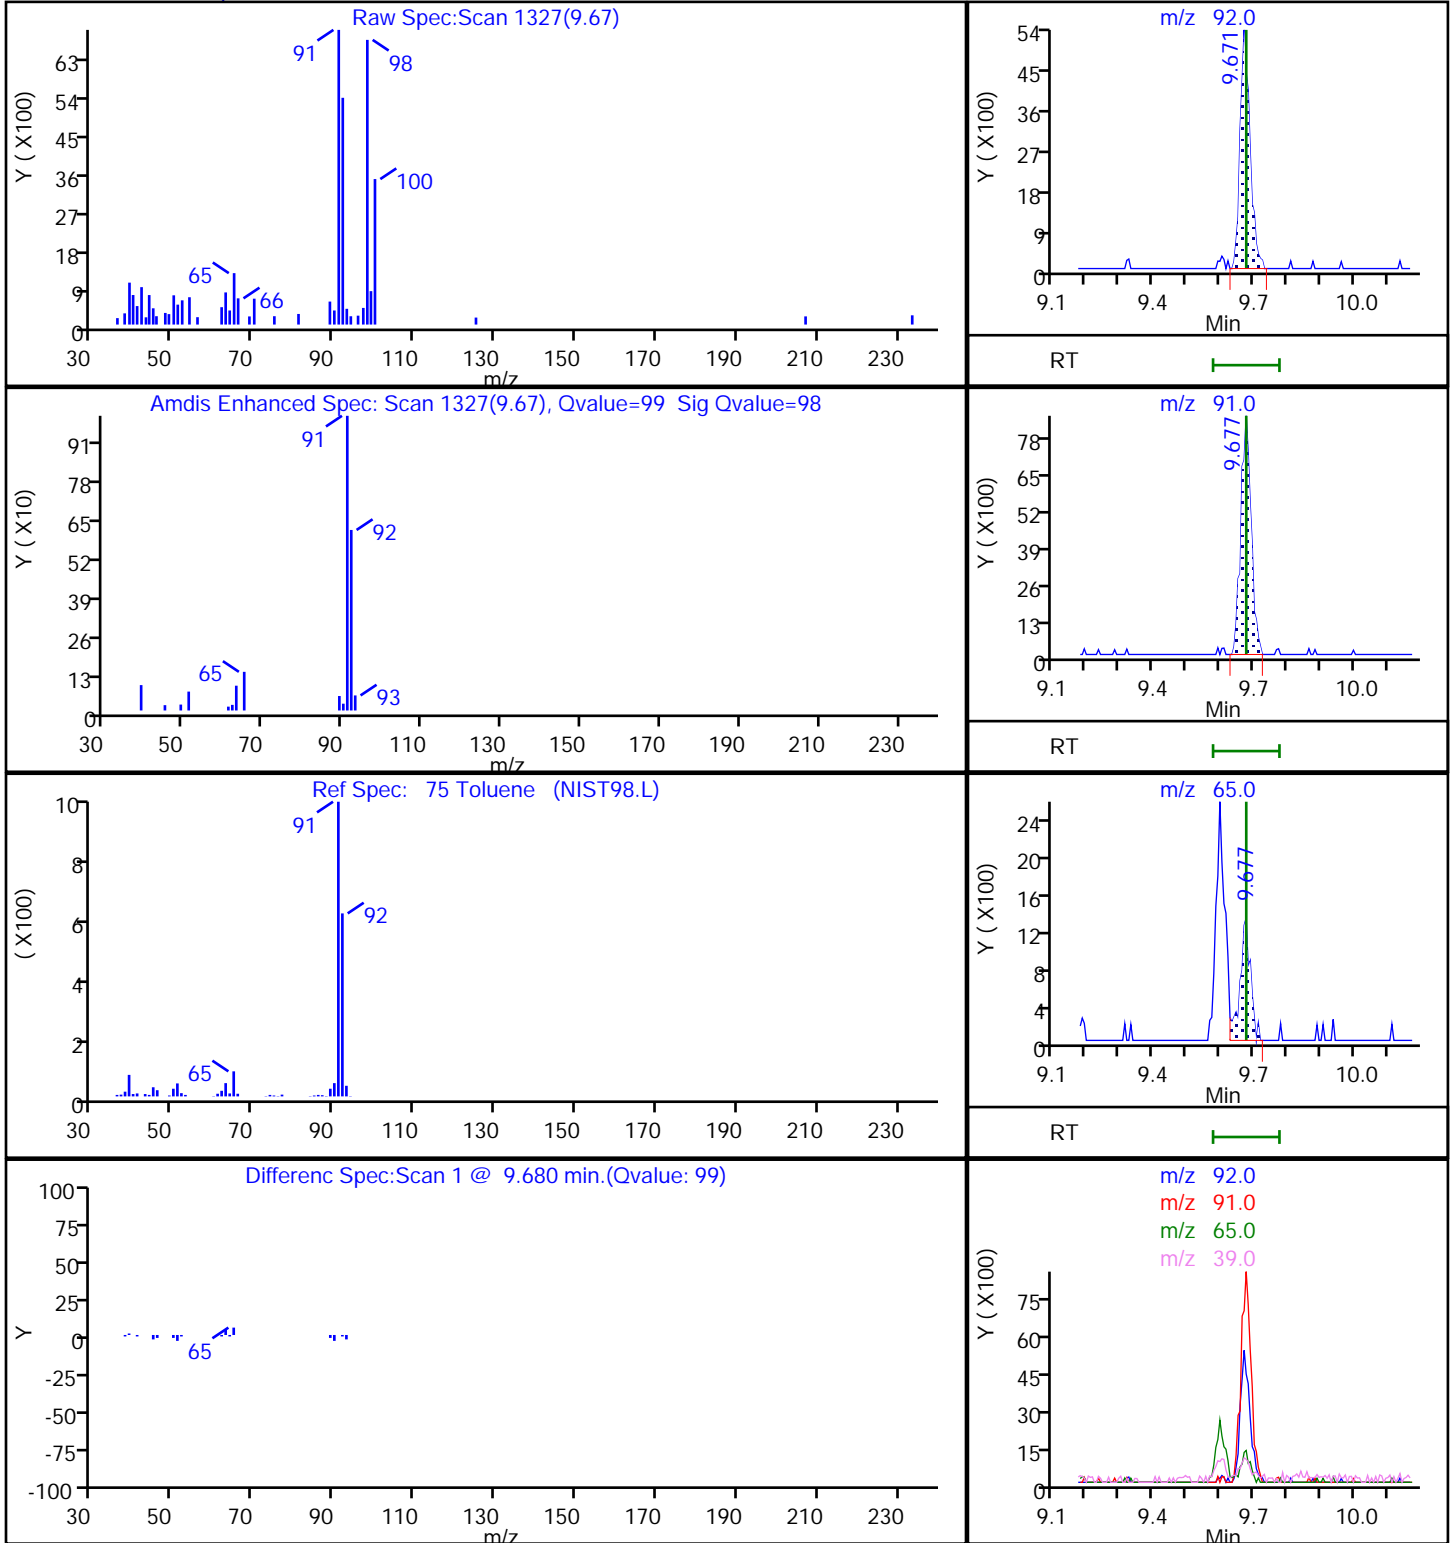 Raw Spec:Scan 1327(9.67)
Y ( X100)
63
54
45
36
27
18
9
0
91
98
100
65
66
30 50 70 90 110 130 150 170 190 210 230
m/z
m/z 92.0
Y ( X100)
54
45
36
27
18
9
0
9.671
9.1 9.4 9.7 10.0
Min
RT
Amdis Enhanced Spec: Scan 1327(9.67), Qvalue=99 Sig Qvalue=98
Y ( X10)
91
78
65
52
39
26
13
0
91
92
65
93
30 50 70 90 110 130 150 170 190 210 230
m/z
m/z 91.0
Y ( X100)
78
65
52
39
26
13
0
9.677
9.1 9.4 9.7 10.0
Min
RT
Ref Spec: 75 Toluene (NIST98.L)
( X100)
10
8
6
4
2
0
91
92
65
30 50 70 90 110 130 150 170 190 210 230
m/z 65.0
Y ( X100)
24
20
16
12
8
4
0
9.677
9.1 9.4 9.7 10.0
Min
RT
Differenc Spec:Scan 1 @ 9.680 min.(Qvalue: 99)
Y
100
75
50
25
0
-25
-50
-75
-100
65
30 50 70 90 110 130 150 170 190 210 230
m/z
m/z 92.0
m/z 91.0
m/z 65.0
m/z 39.0
Y ( X100)
75
60
45
30
15
0
9.1 9.4 9.7 10.0
Min